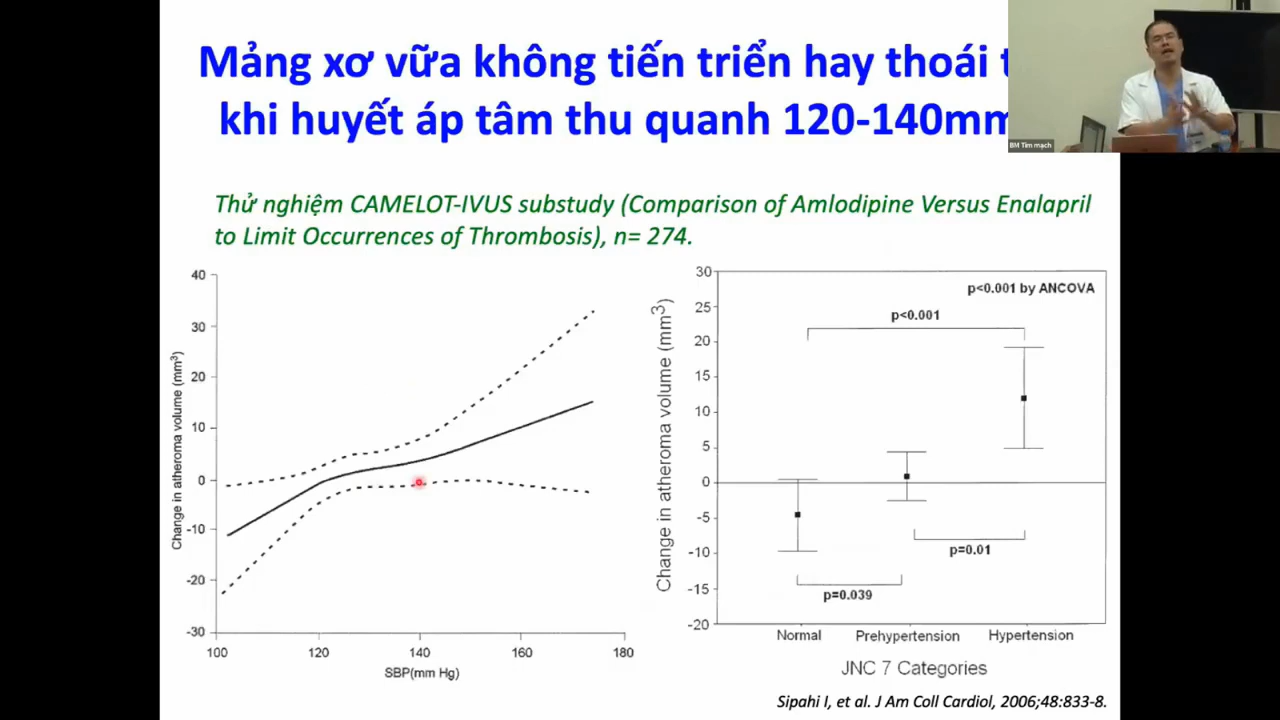 Mảng xơ vữa không tiến triển hay thoái
khi huyết áp tâm thu quanh 120-140mm
BM Tim mạch
Thử nghiệm CAMELOT-IVUS substudy (Comparison of Amlodipine Versus Enalapril
to Limit Occurrences of Thrombosis), n= 274.
Change in atheroma volume (mm³)
40
30
20
10
0
-10
-20
-30
100 120 140 160 180
SBP(mm Hg)
Change in atheroma volume (mm³)
30
25
20
15
10
5
0
-5
-10
-15
-20
p<0.001 by ANCOVA
p<0.001
p=0.01
p=0.039
Normal Prehypertension Hypertension
JNC 7 Categories
Sipahi I, et al. J Am Coll Cardiol, 2006;48:833-8.